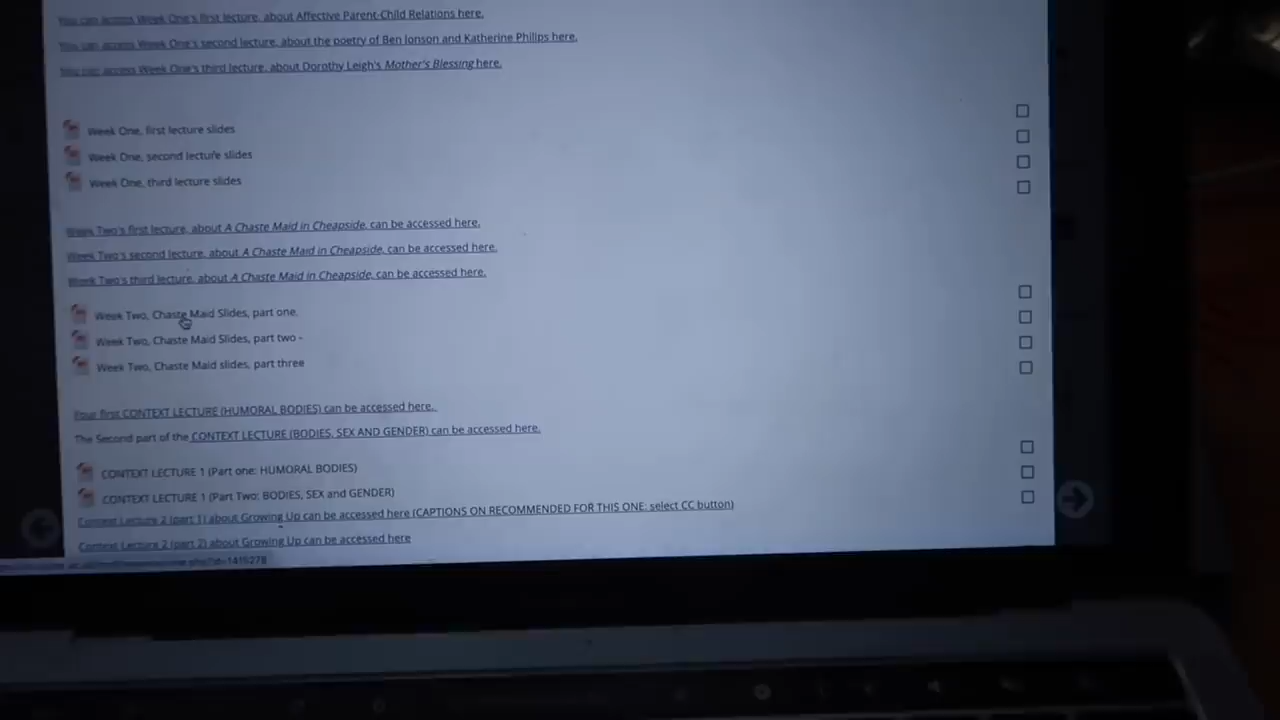 You can access Week One's first lecture, about Affective Parent-Child Relations here.
You can access Week One's second lecture, about the poetry of Ben Jonson and Katherine Philips here.
You can access Week One's third lecture, about Dorothy Leigh's Mother's Blessing here.
Week One, first lecture slides
Week One, second lecture slides
Week One, third lecture slides
Week Two's first lecture, about A Chaste Maid in Cheapside, can be accessed here.
Week Two's second lecture, about A Chaste Maid in Cheapside, can be accessed here.
Week Two's third lecture, about A Chaste Maid in Cheapside, can be accessed here.
Week Two, Chaste Maid Slides, part one.
Week Two, Chaste Maid Slides, part two -
Week Two, Chaste Maid slides, part three
Your first CONTEXT LECTURE (HUMORAL BODIES) can be accessed here.
The Second part of the CONTEXT LECTURE (BODIES, SEX AND GENDER) can be accessed here.
CONTEXT LECTURE 1 (Part one: HUMORAL BODIES)
CONTEXT LECTURE 1 (Part Two: BODIES, SEX and GENDER)
Context Lecture 2 (part 1) about Growing Up can be accessed here (CAPTIONS ON RECOMMENDED FOR THIS ONE: select CC button)
Context Lecture 2 (part 2) about Growing Up can be accessed here